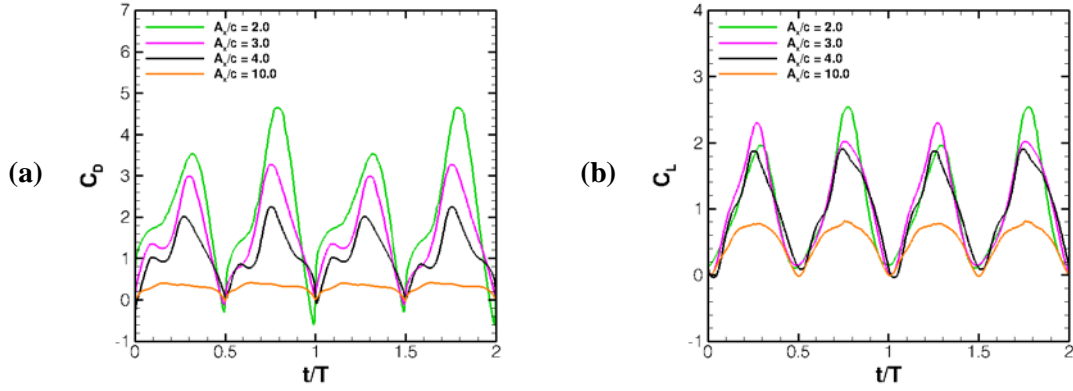 (a)
C_D
7
6
5
4
3
2
1
0
-1
A_x/c = 2.0
A_x/c = 3.0
A_x/c = 4.0
A_x/c = 10.0
0 0.5 1 1.5 2
t/T
(b)
C_L
4
3
2
1
0
-1
A_x/c = 2.0
A_x/c = 3.0
A_x/c = 4.0
A_x/c = 10.0
0 0.5 1 1.5 2
t/T